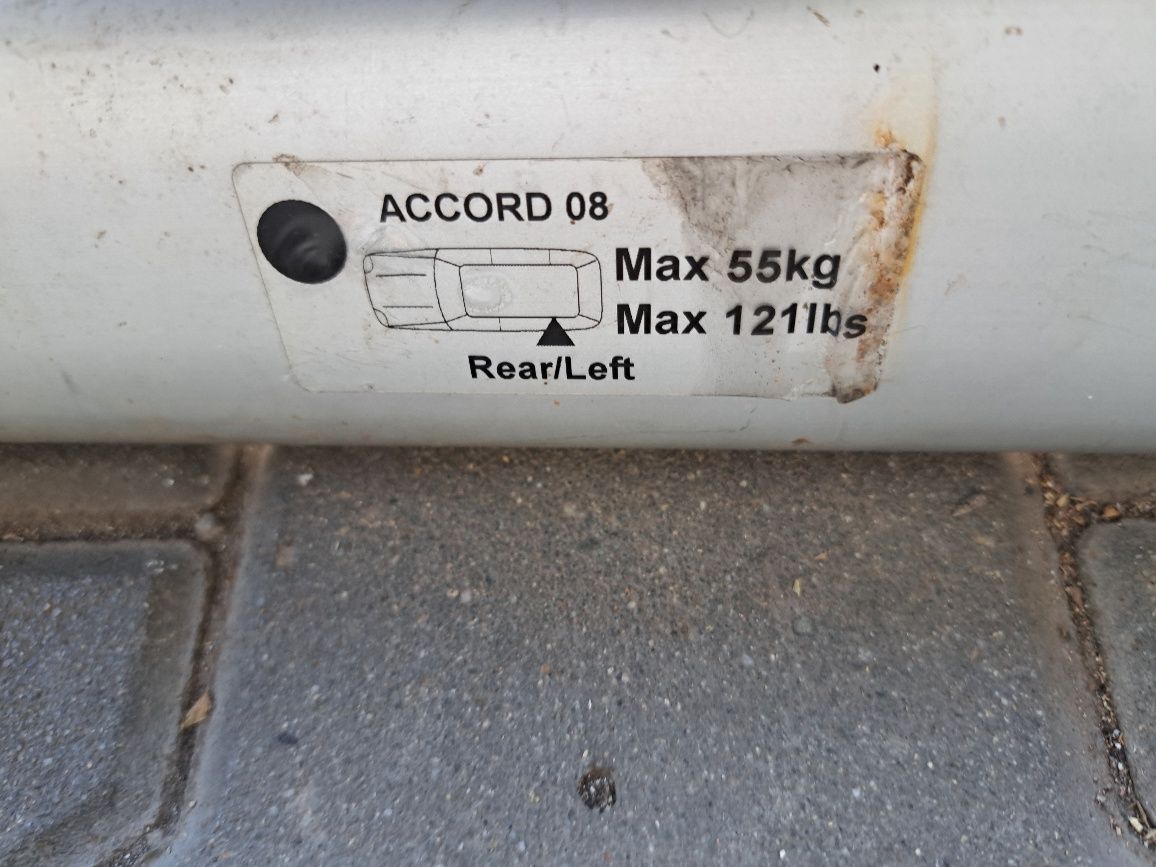 ACCORD 08
Max 55kg
Max 121lbs
Rear/Left